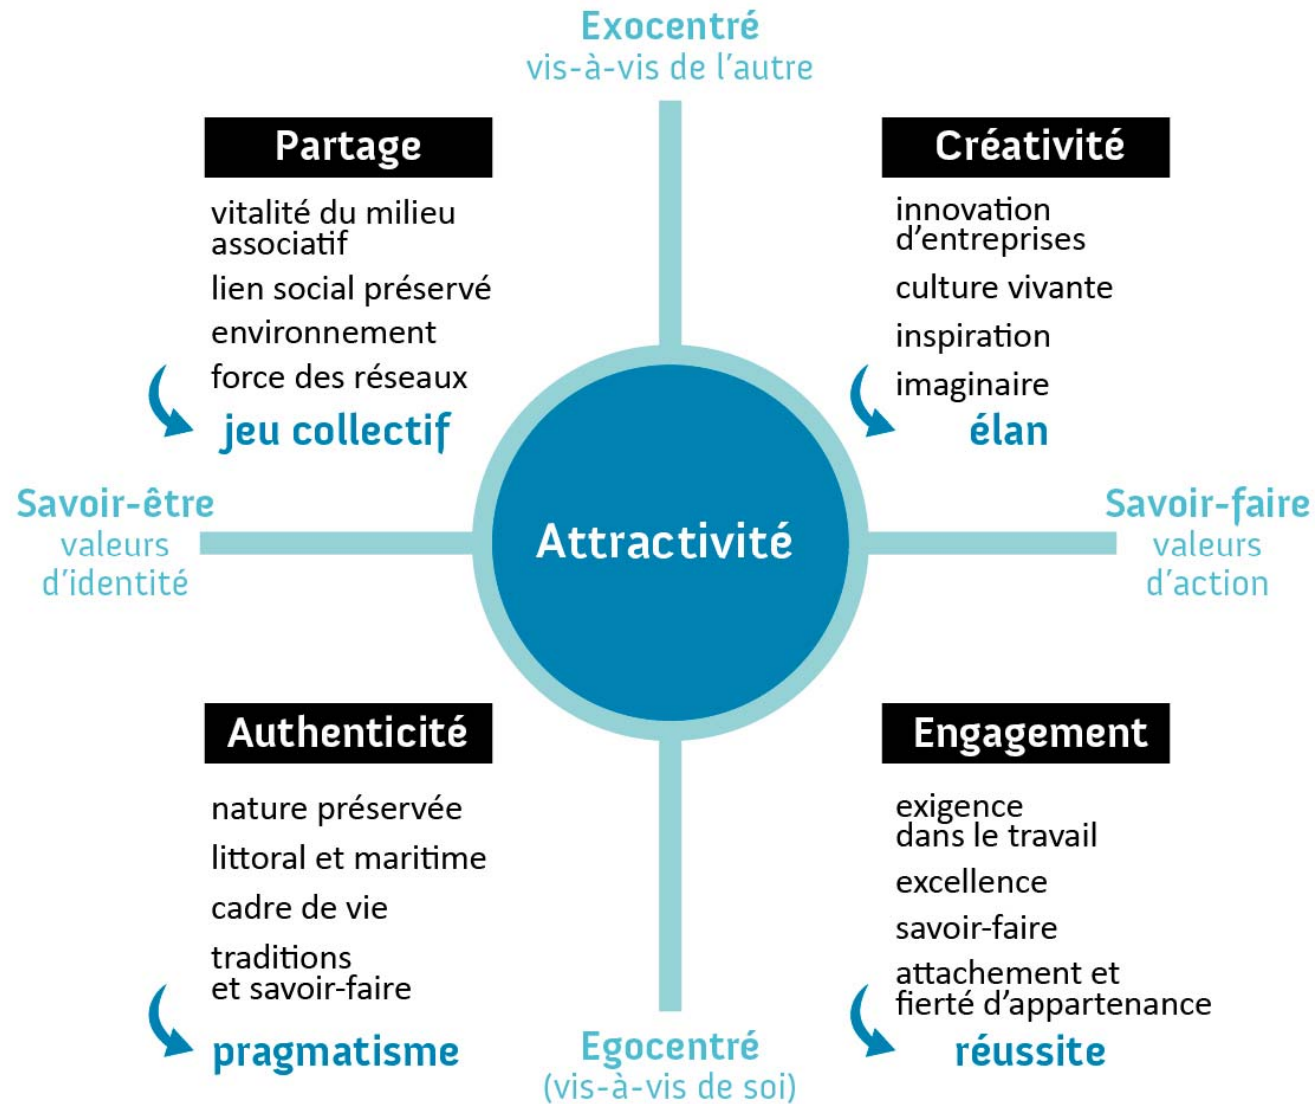 Exocentré
vis-à-vis de l'autre
Partage
vitalité du milieu
associatif
lien social préservé
environnement
force des réseaux
jeu collectif
Créativité
innovation
d'entreprises
culture vivante
inspiration
imaginaire
élan
Savoir-être
valeurs
d'identité
Attractivité
Savoir-faire
valeurs
d'action
Authenticité
nature préservée
littoral et maritime
cadre de vie
traditions
et savoir-faire
pragmatisme
Engagement
exigence
dans le travail
excellence
savoir-faire
attachement et
fierté d'appartenance
réussite
Egocentré
(vis-à-vis de soi)